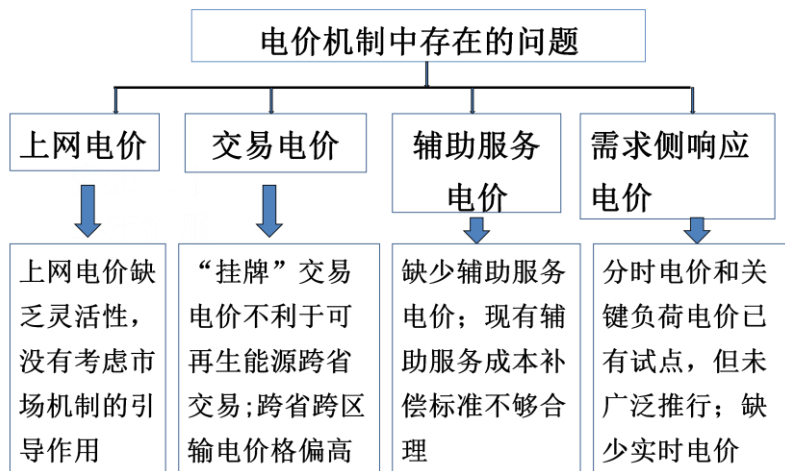 电价机制中存在的问题
上网电价
交易电价
辅助服务
电价
需求侧响应
电价
上网电价缺
乏灵活性，
没有考虑市
场机制的引
导作用
“挂牌”交易
电价不利于可
再生能源跨省
交易;跨省跨区
输电价格偏高
缺少辅助服务
电价；现有辅
助服务成本补
偿标准不够合
理
分时电价和关
键负荷电价已
有试点，但未
广泛推行；缺
少实时电价